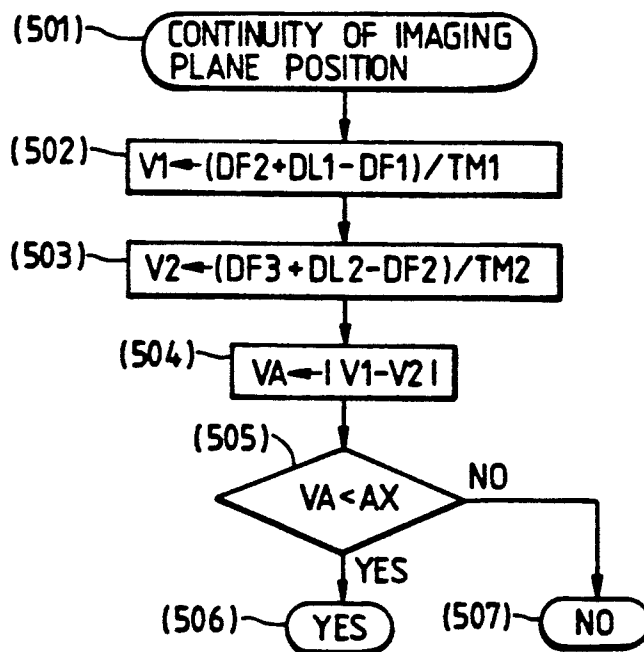 (501)
CONTINUITY OF IMAGING
PLANE POSITION
(502)
V1←(DF2+DL1-DF1)/TM1
(503)
V2←(DF3+DL2-DF2)/TM2
(504)
VA←|V1-V2|
(505)
VA<AX
NO
YES
(506)
YES
(507)
NO